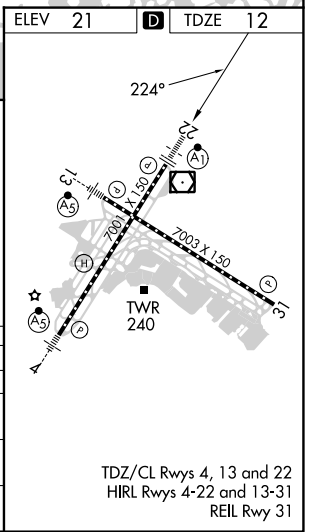 ELEV 21 D TDZE 12
224°
22
A1
P
13
A5
P
7001 X 150
7003 X 150
H
P
31
TWR
240
A5
P
4
TDZ/CL Rwys 4, 13 and 22
HIRL Rwys 4-22 and 13-31
REIL Rwy 31